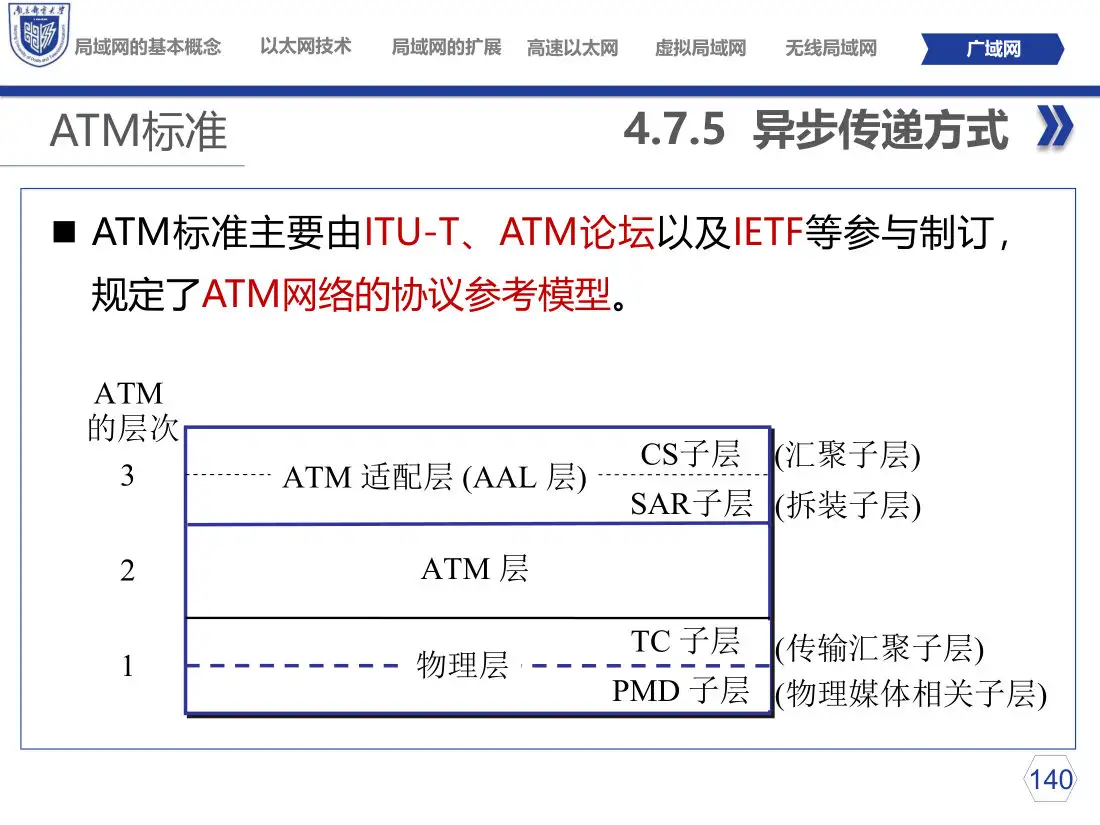 南京邮电大学
局域网的基本概念
以太网技术
局域网的扩展
高速以太网
虚拟局域网
无线局域网
广域网
ATM标准
4.7.5 异步传递方式
■ ATM标准主要由ITU-T、ATM论坛以及IETF等参与制订，
规定了ATM网络的协议参考模型。
ATM
的层次
3
ATM 适配层 (AAL 层)
CS子层
(汇聚子层)
SAR子层
(拆装子层)
2
ATM 层
1
物理层
TC 子层
(传输汇聚子层)
PMD 子层
(物理媒体相关子层)
140